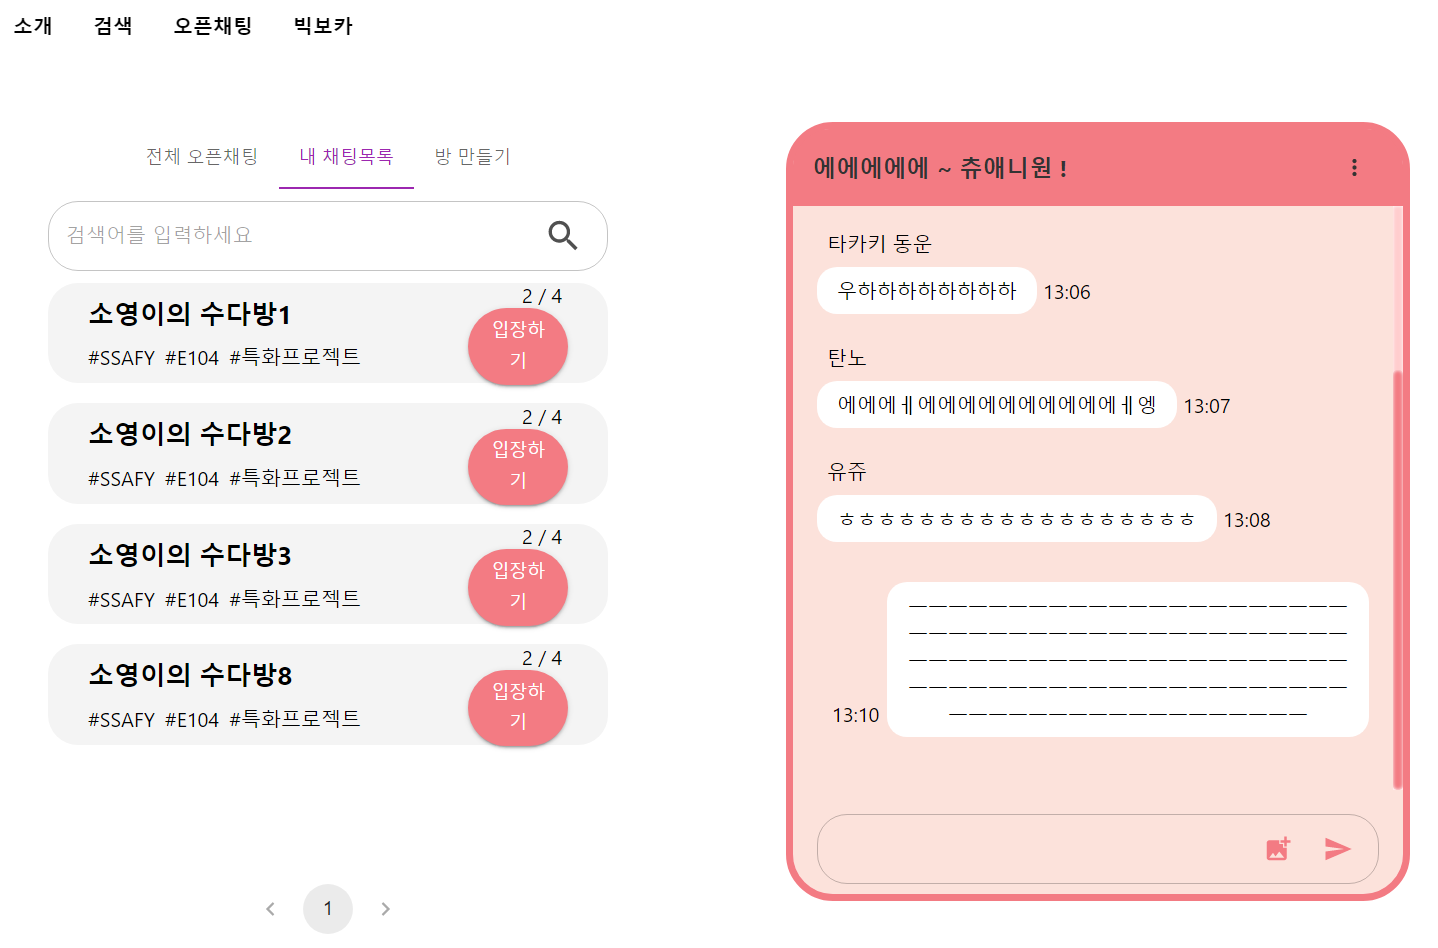 소개 검색 오픈채팅 빅보카
전체 오픈채팅 내 채팅목록 방 만들기
검색어를 입력하세요
소영이의 수다방1
#SSAFY #E104 #특화프로젝트
2 / 4
입장하
기
소영이의 수다방2
#SSAFY #E104 #특화프로젝트
2 / 4
입장하
기
소영이의 수다방3
#SSAFY #E104 #특화프로젝트
2 / 4
입장하
기
소영이의 수다방8
#SSAFY #E104 #특화프로젝트
2 / 4
입장하
기
1
에에에에에 ~ 츄애니원 !
타카키 동운
우하하하하하하하하 13:06
탄노
에에에ㅔ에에에에에에에에에에ㅔ엥 13:07
유쥬
ㅎㅎㅎㅎㅎㅎㅎㅎㅎㅎㅎㅎㅎㅎㅎㅎㅎㅎ 13:08
ㅡㅡㅡㅡㅡㅡㅡㅡㅡㅡㅡㅡㅡㅡㅡㅡㅡㅡㅡㅡㅡㅡ
ㅡㅡㅡㅡㅡㅡㅡㅡㅡㅡㅡㅡㅡㅡㅡㅡㅡㅡㅡㅡㅡㅡ
ㅡㅡㅡㅡㅡㅡㅡㅡㅡㅡㅡㅡㅡㅡㅡㅡㅡㅡㅡㅡㅡㅡ
ㅡㅡㅡㅡㅡㅡㅡㅡㅡㅡㅡㅡㅡㅡㅡㅡㅡㅡㅡㅡㅡㅡ
13:10 ㅡㅡㅡㅡㅡㅡㅡㅡㅡㅡㅡㅡㅡㅡㅡㅡㅡㅡ